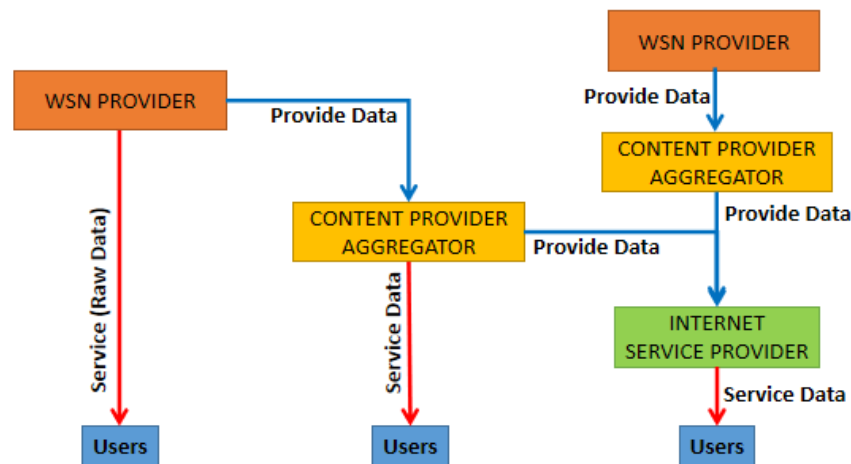 WSN PROVIDER
WSN PROVIDER
Provide Data
Provide Data
CONTENT PROVIDER
AGGREGATOR
Service (Raw Data)
CONTENT PROVIDER
AGGREGATOR
Provide Data
Provide Data
Service Data
INTERNET
SERVICE PROVIDER
Service Data
Users
Users
Users